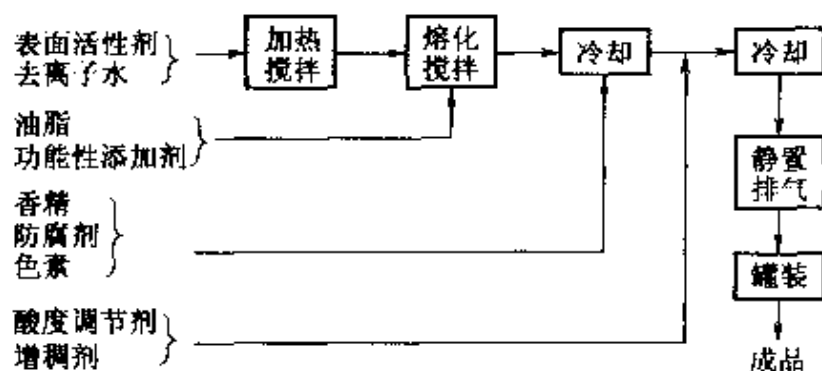 表面活性剂
去离子水
加热
搅拌
熔化
搅拌
冷却
冷却
油脂
功能性添加剂
静置
排气
香精
防腐剂
色素
罐装
酸度调节剂
增稠剂
成品